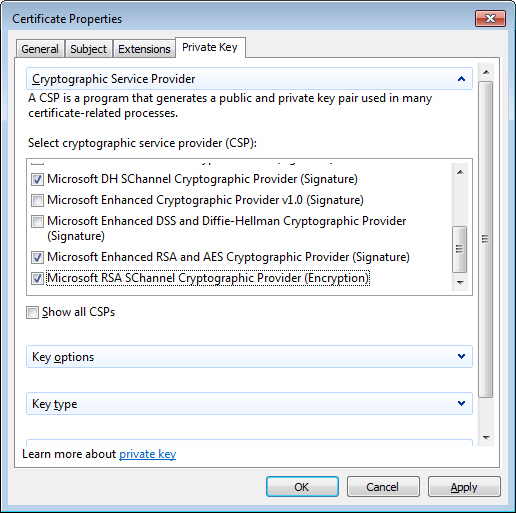 Certificate Properties
General
Subject
Extensions
Private Key
Cryptographic Service Provider
A CSP is a program that generates a public and private key pair used in many
certificate-related processes.
Select cryptographic service provider (CSP):
Microsoft DH SChannel Cryptographic Provider (Signature)
Microsoft Enhanced Cryptographic Provider v1.0 (Signature)
Microsoft Enhanced DSS and Diffie-Hellman Cryptographic Provider
(Signature)
Microsoft Enhanced RSA and AES Cryptographic Provider (Signature)
Microsoft RSA SChannel Cryptographic Provider (Encryption)
Show all CSPs
Key options
Key type
Learn more about private key
OK
Cancel
Apply